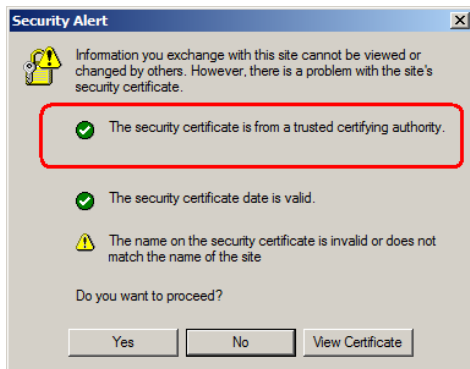 Security Alert
Information you exchange with this site cannot be viewed or
changed by others. However, there is a problem with the site's
security certificate.
The security certificate is from a trusted certifying authority.
The security certificate date is valid.
The name on the security certificate is invalid or does not
match the name of the site
Do you want to proceed?
Yes
No
View Certificate